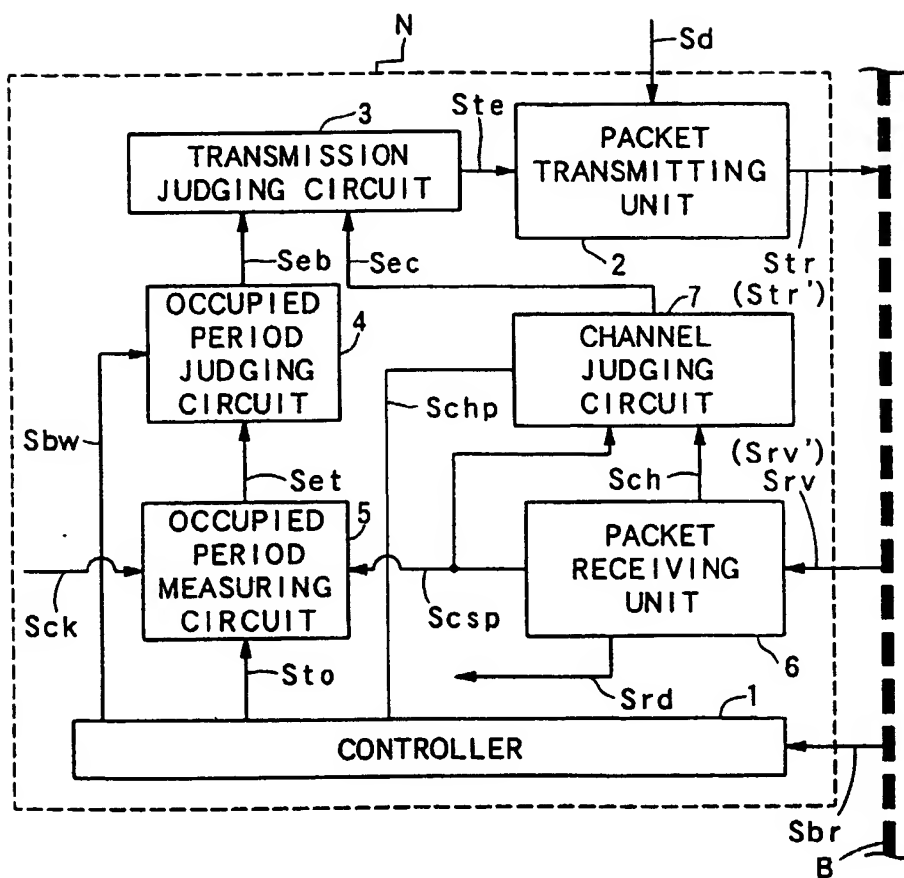 N
Sd
3
Ste
TRANSMISSION
JUDGING CIRCUIT
PACKET
TRANSMITTING
UNIT
2
Str
(Str')
Seb
Sec
7
OCCUPIED
PERIOD
JUDGING
CIRCUIT
4
CHANNEL
JUDGING
CIRCUIT
Sbw
Schp
Set
Sch
(Srv')
Srv
OCCUPIED
PERIOD
MEASURING
CIRCUIT
5
PACKET
RECEIVING
UNIT
Sck
Scsp
6
Sto
Srd
1
CONTROLLER
Sbr
B